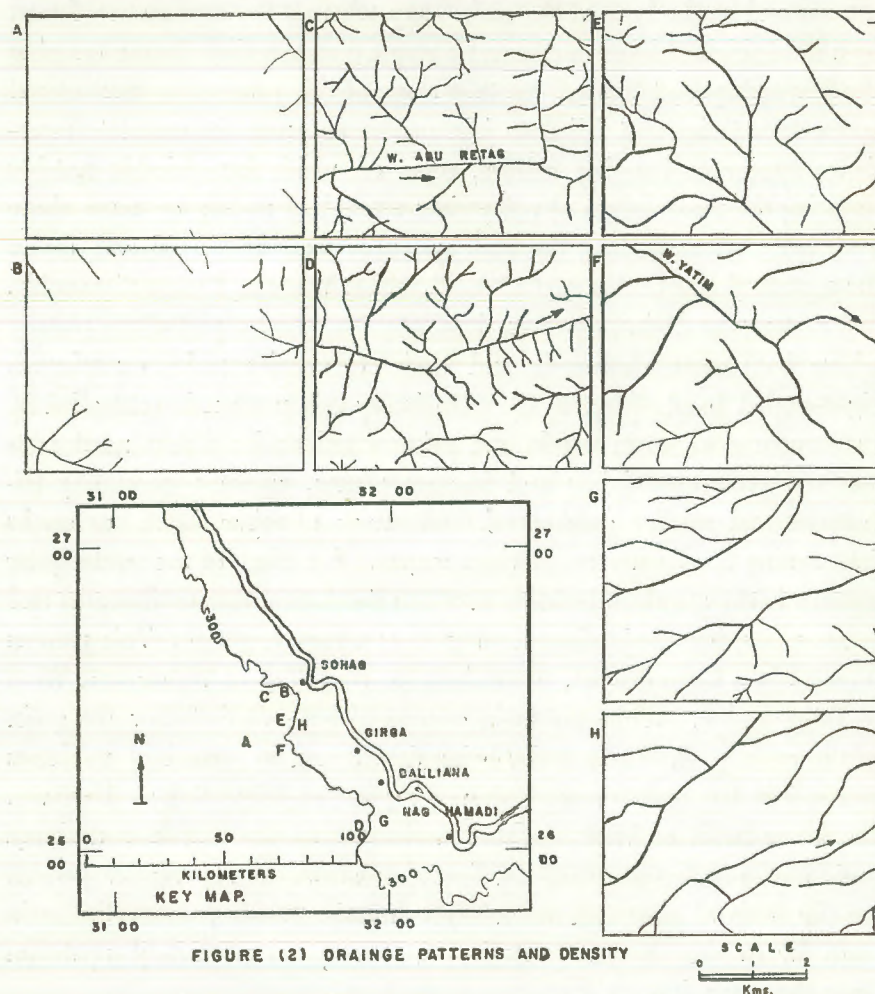 A
C
E
W. ABU RETAG
B
D
F
W. YATIM
G
H
31 00
32 00
27
00
27
00
300
SOHAG
C B
E H
GIRGA
N
A
F
DALLIANA
NAG HAMADI
D G
26
00
0 50 100
26
00
KILOMETERS
300
KEY MAP.
31 00
32 00
FIGURE (2) DRAINGE PATTERNS AND DENSITY
SCALE
0 1 2
Kms.